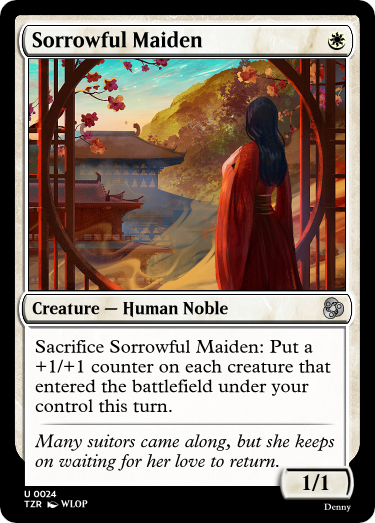 Sorrowful Maiden
Creature — Human Noble
Sacrifice Sorrowful Maiden: Put a
+1/+1 counter on each creature that
entered the battlefield under your
control this turn.
Many suitors came along, but she keeps
on waiting for her love to return.
1/1
U 0024
TZR WLOP
Denny